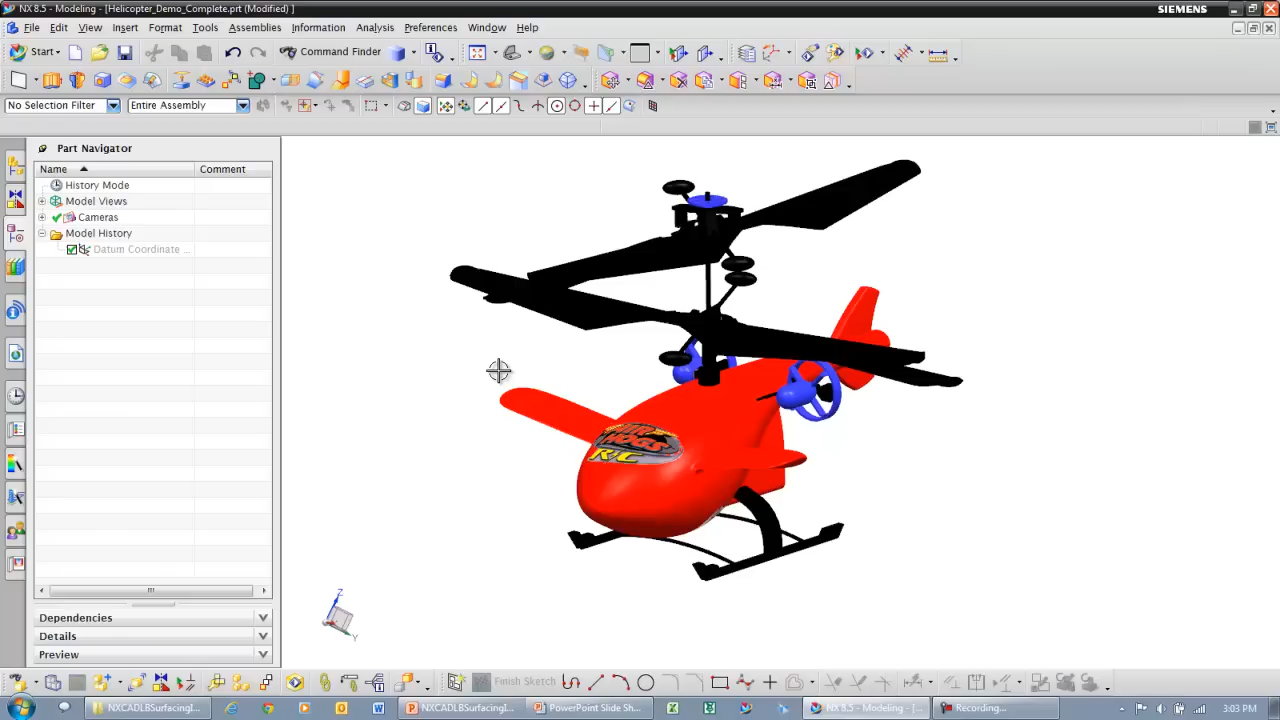 NX 8.5 - Modeling - [Helicopter_Demo_Complete.prt (Modified) ]
SIEMENS
File Edit View Insert Format Tools Assemblies Information Analysis Preferences Window Help
Start Command Finder
No Selection Filter Entire Assembly
Part Navigator
Name Comment
History Mode
Model Views
Cameras
Model History
Datum Coordinate ...
AIR
HOGS
R/C
Z
Y
Dependencies
Details
Preview
Finish Sketch
NXCADLBSurfacingI... NXCADLBSurfacingI... PowerPoint Slide Sh... NX 8.5 - Modeling - [... Recording... 3:03 PM